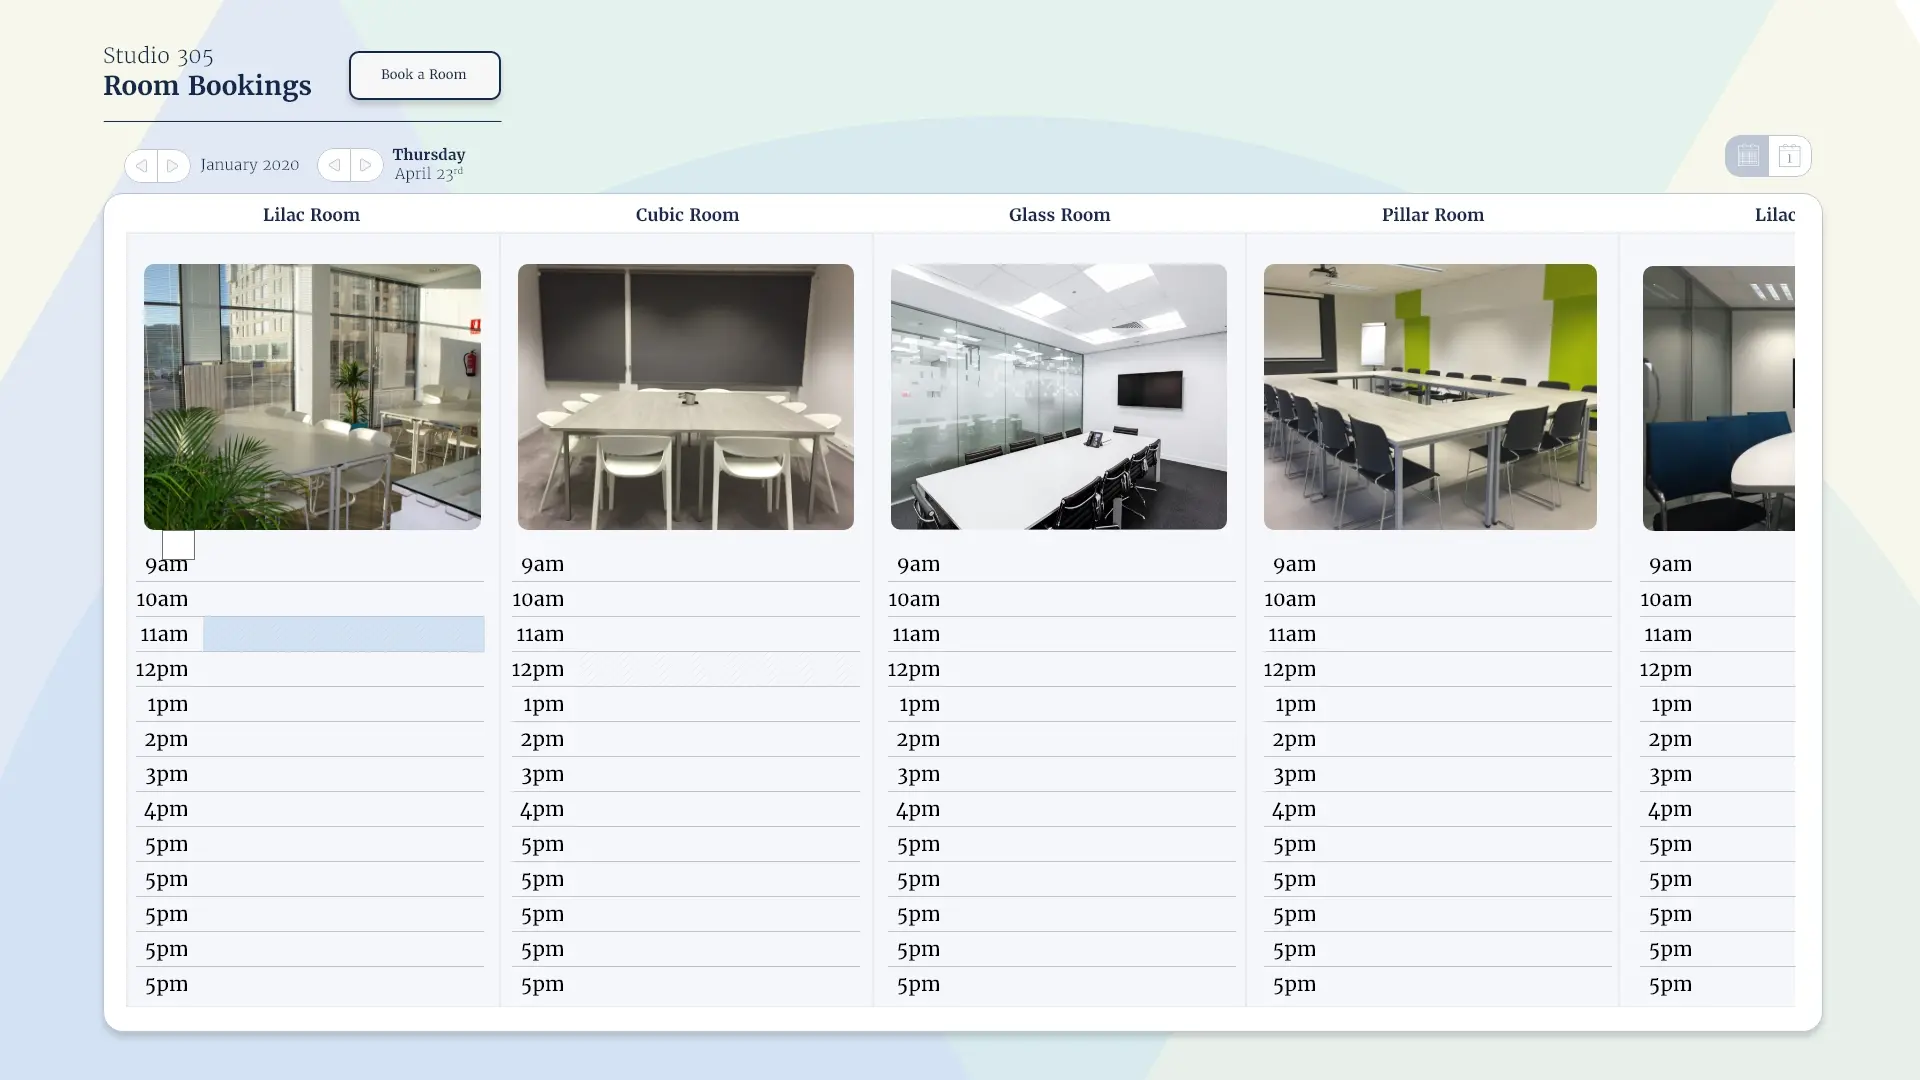 Studio 305
Room Bookings
Book a Room
January 2020
Thursday
April 23rd
1
Lilac Room
Cubic Room
Glass Room
Pillar Room
Lilac
9am 9am 9am 9am 9am
10am 10am 10am 10am 10am
11am 11am 11am 11am 11am
12pm 12pm 12pm 12pm 12pm
1pm 1pm 1pm 1pm 1pm
2pm 2pm 2pm 2pm 2pm
3pm 3pm 3pm 3pm 3pm
4pm 4pm 4pm 4pm 4pm
5pm 5pm 5pm 5pm 5pm
5pm 5pm 5pm 5pm 5pm
5pm 5pm 5pm 5pm 5pm
5pm 5pm 5pm 5pm 5pm
5pm 5pm 5pm 5pm 5pm